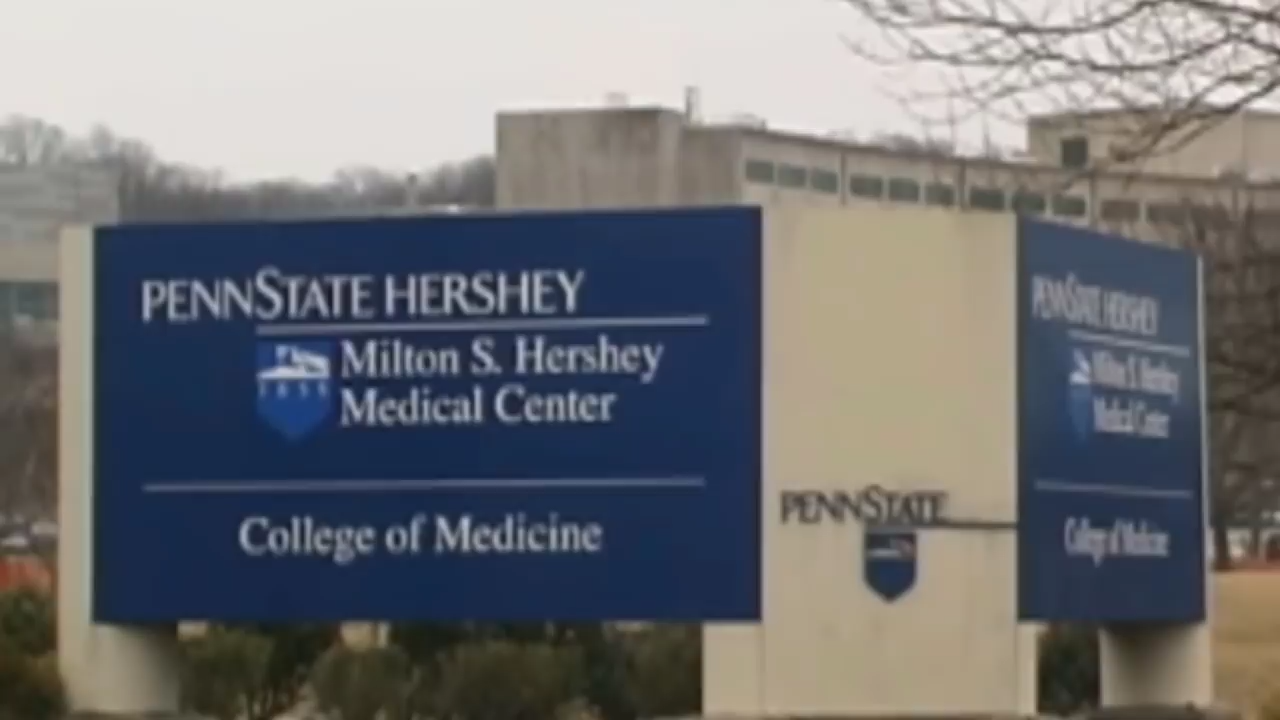 PENNSTATE HERSHEY
Milton S. Hershey
Medical Center
1855
College of Medicine
PENNSTATE
PENNSTATE HERSHEY
Milton S. Hershey
Medical Center
College of Medicine